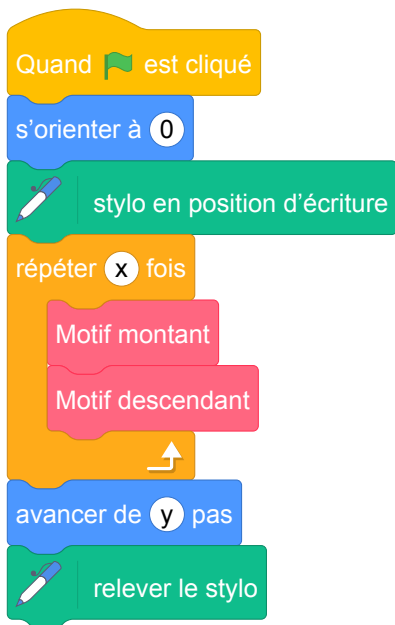 Quand est cliqué
s’orienter à 0
stylo en position d’écriture
répéter x fois
Motif montant
Motif descendant
avancer de y pas
relever le stylo